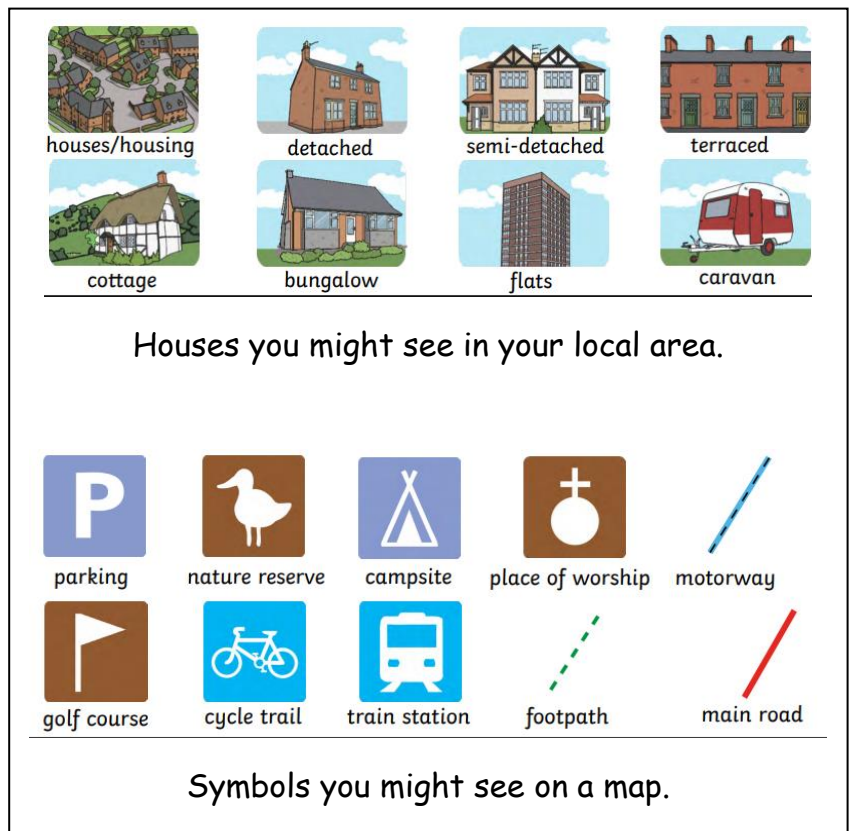 houses/housing detached semi-detached terraced
cottage bungalow flats caravan
Houses you might see in your local area.
P
parking nature reserve campsite place of worship motorway
golf course cycle trail train station footpath main road
Symbols you might see on a map.